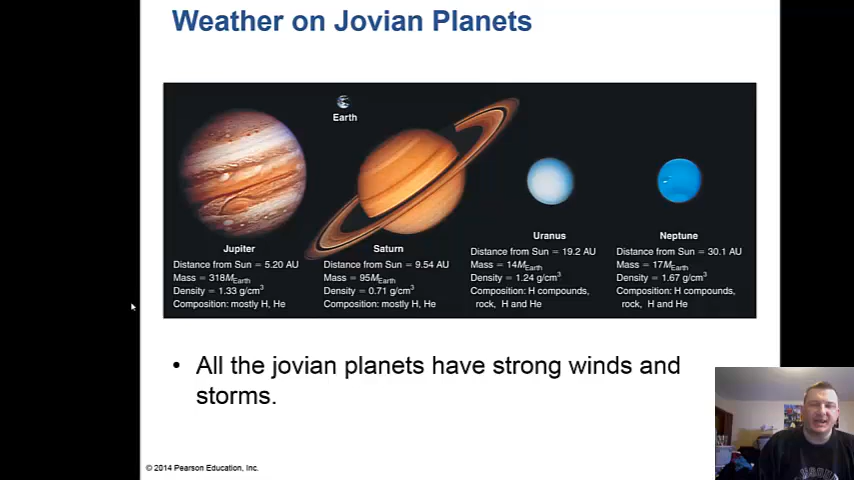 Weather on Jovian Planets
Earth
Jupiter
Distance from Sun = 5.20 AU
Mass = 318MEarth
Density = 1.33 g/cm3
Composition: mostly H, He
Saturn
Distance from Sun = 9.54 AU
Mass = 95MEarth
Density = 0.71 g/cm3
Composition: mostly H, He
Uranus
Distance from Sun = 19.2 AU
Mass = 14MEarth
Density = 1.24 g/cm3
Composition: H compounds,
rock, H and He
Neptune
Distance from Sun = 30.1 AU
Mass = 17MEarth
Density = 1.67 g/cm3
Composition: H compounds,
rock, H and He
• All the jovian planets have strong winds and
storms.
© 2014 Pearson Education, Inc.